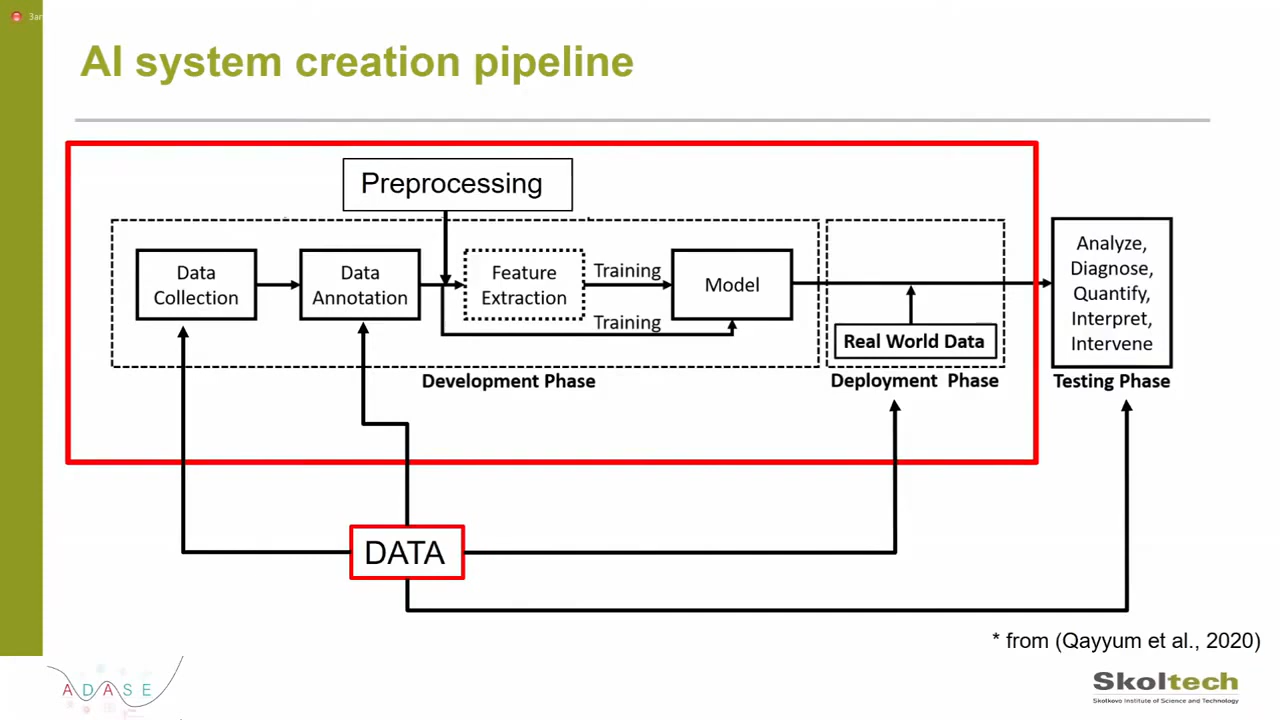 AI system creation pipeline
Preprocessing
Data
Collection
Data
Annotation
Feature
Extraction
Training
Training
Model
Real World Data
Analyze,
Diagnose,
Quantify,
Interpret,
Intervene
Development Phase
Deployment Phase
Testing Phase
DATA
* from (Qayyum et al., 2020)
ADASE
Skoltech
Skolkovo Institute of Science and Technology